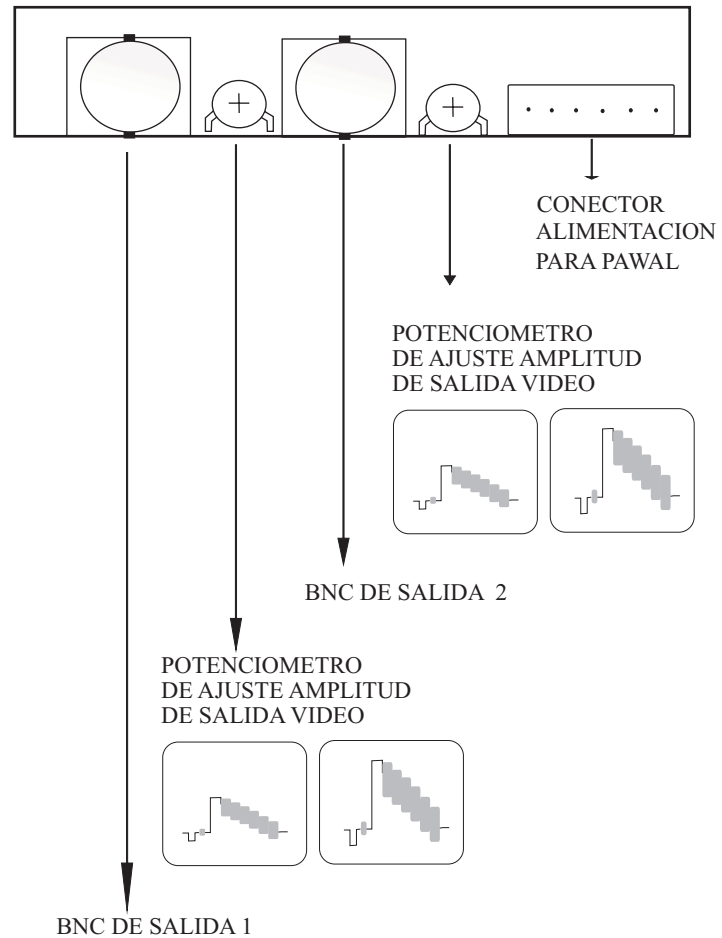 CONECTOR
ALIMENTACION
PARA PAWAL
POTENCIOMETRO
DE AJUSTE AMPLITUD
DE SALIDA VIDEO
BNC DE SALIDA 2
POTENCIOMETRO
DE AJUSTE AMPLITUD
DE SALIDA VIDEO
BNC DE SALIDA 1